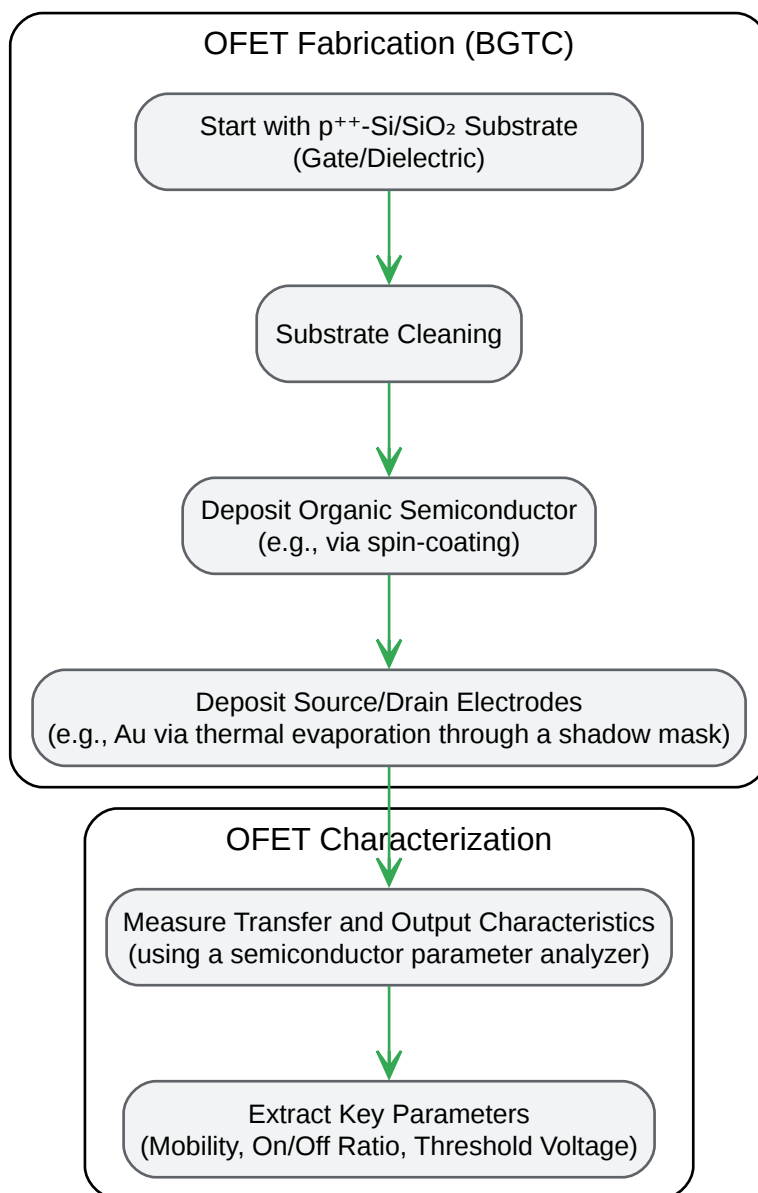 OFET Fabrication (BGTC)
Start with p⁺⁺-Si/SiO₂ Substrate
(Gate/Dielectric)
Substrate Cleaning
Deposit Organic Semiconductor
(e.g., via spin-coating)
Deposit Source/Drain Electrodes
(e.g., Au via thermal evaporation through a shadow mask)
OFET Characterization
Measure Transfer and Output Characteristics
(using a semiconductor parameter analyzer)
Extract Key Parameters
(Mobility, On/Off Ratio, Threshold Voltage)